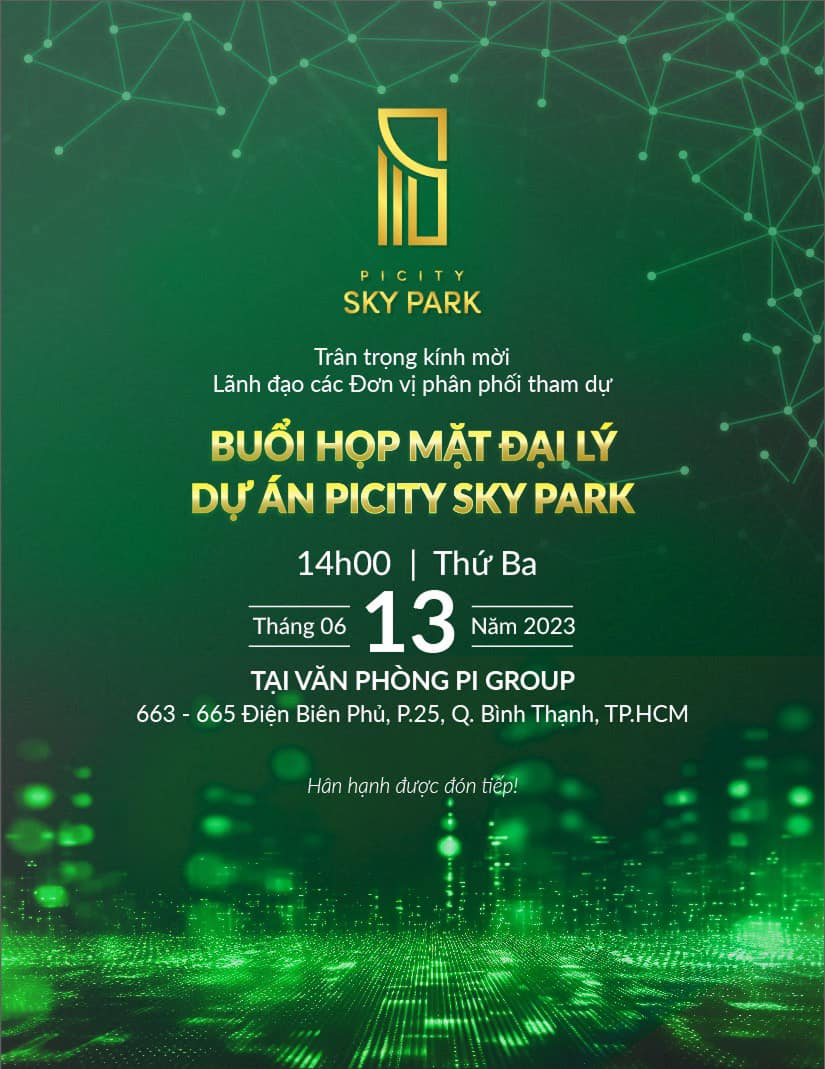 PICITY
SKY PARK
Trân trọng kính mời
Lãnh đạo các Đơn vị phân phối tham dự
BUỔI HỌP MẶT ĐẠI LÝ
DỰ ÁN PICITY SKY PARK
14h00 | Thứ Ba
Tháng 06 13 Năm 2023
TẠI VĂN PHÒNG PI GROUP
663 - 665 Điện Biên Phủ, P.25, Q. Bình Thạnh, TP.HCM
Hân hạnh được đón tiếp!